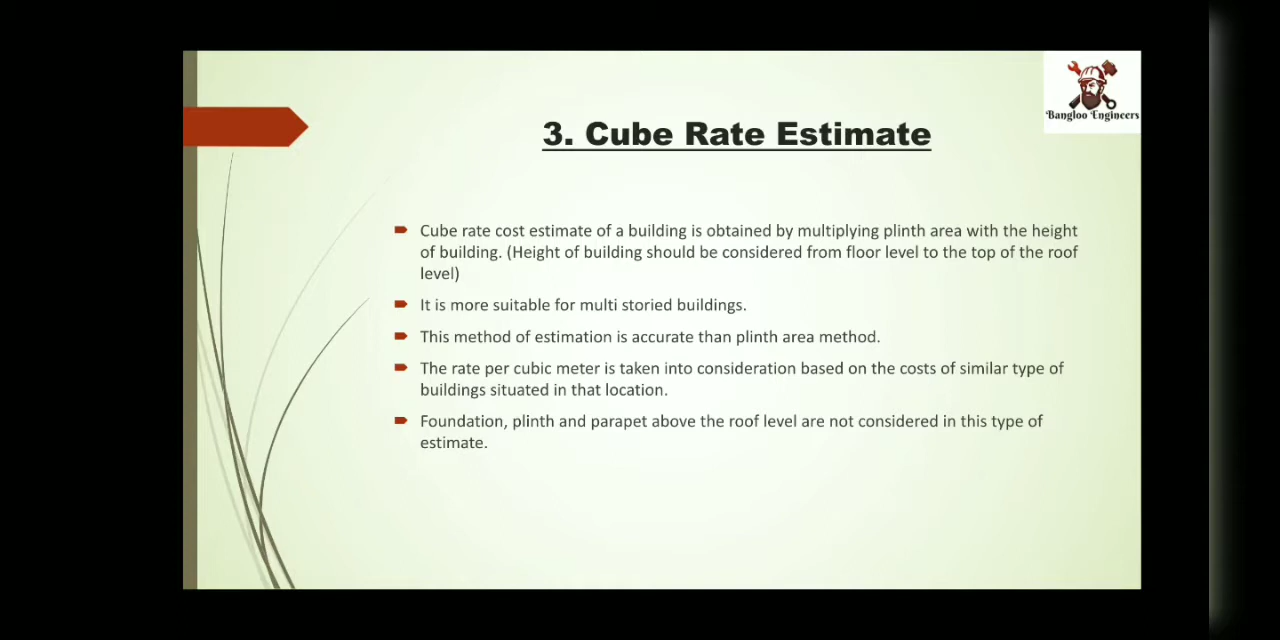 Bangloo Engineers
3. Cube Rate Estimate
Cube rate cost estimate of a building is obtained by multiplying plinth area with the height
of building. (Height of building should be considered from floor level to the top of the roof
level)
It is more suitable for multi storied buildings.
This method of estimation is accurate than plinth area method.
The rate per cubic meter is taken into consideration based on the costs of similar type of
buildings situated in that location.
Foundation, plinth and parapet above the roof level are not considered in this type of
estimate.